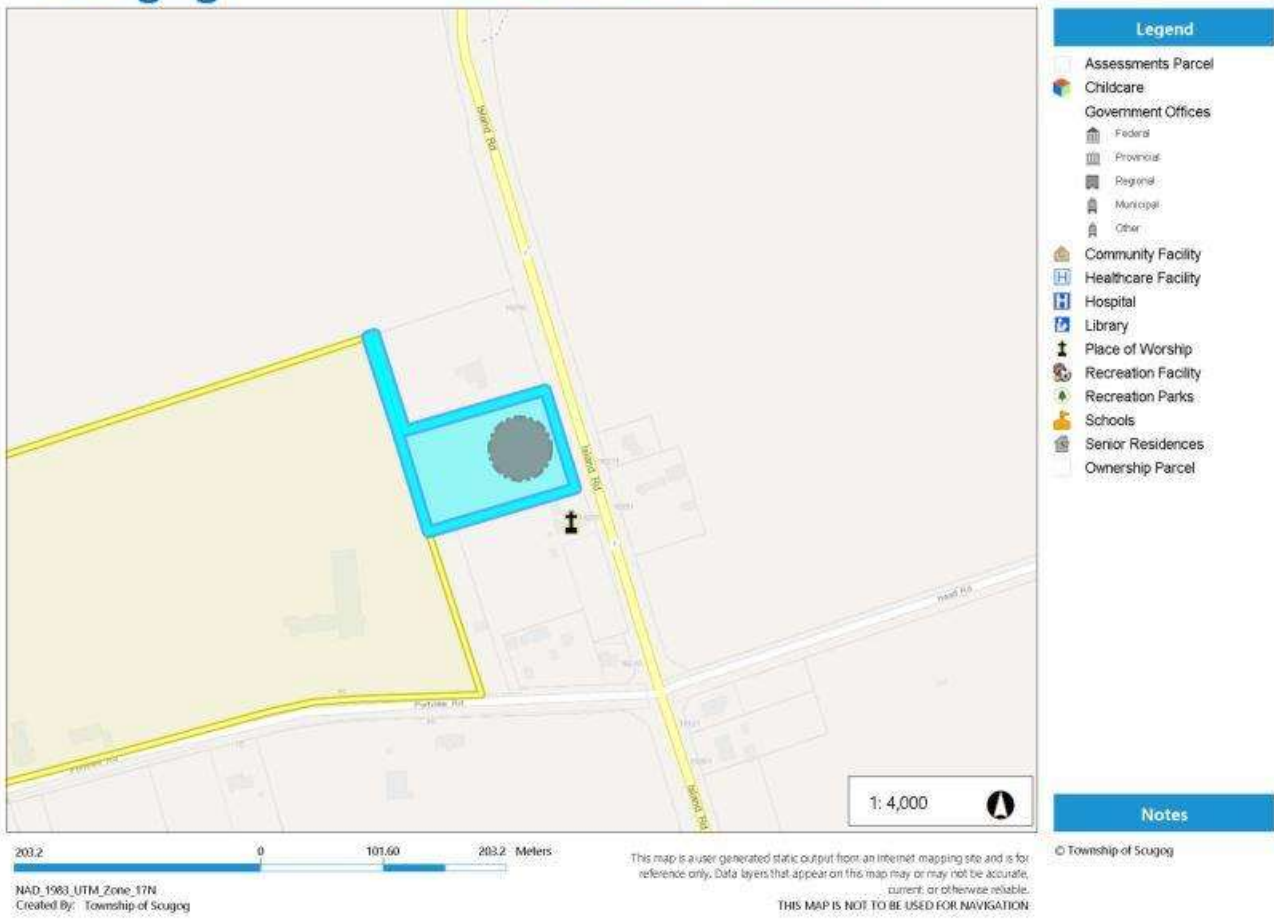 Island Rd
Island Rd
Portview Rd
Head Rd
Island Rd
1: 4,000
Legend
Assessments Parcel
Childcare
Government Offices
Federal
Provincial
Regional
Municipal
Other
Community Facility
Healthcare Facility
Hospital
Library
Place of Worship
Recreation Facility
Recreation Parks
Schools
Senior Residences
Ownership Parcel
Notes
© Township of Scugog
203.2 0 101.60 203.2 Meters
NAD_1983_UTM_Zone_17N
Created By: Township of Scugog
This map is a user generated static output from an Internet mapping site and is for
reference only. Data layers that appear on this map may or may not be accurate,
current, or otherwise reliable.
THIS MAP IS NOT TO BE USED FOR NAVIGATION